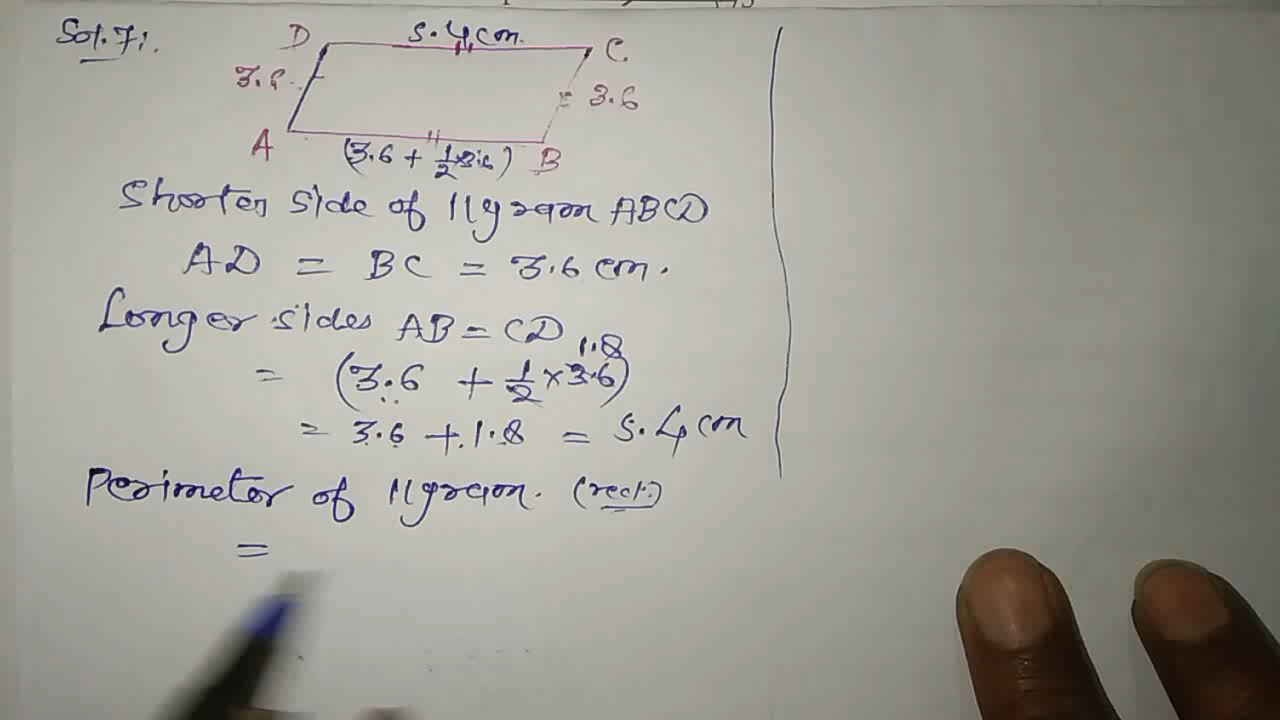 Sol. 7:.
D 5.4 cm. C
3.6
3.6
A (3.6 + 1/2 × 3.6) B
Shorter side of ||gram ABCD
AD = BC = 3.6 cm.
Longer sides AB = CD
1.8
= (3.6 + 1/2 × 3.6)
= 3.6 + 1.8 = 5.4 cm
Perimeter of ||gram. (rect.)
=